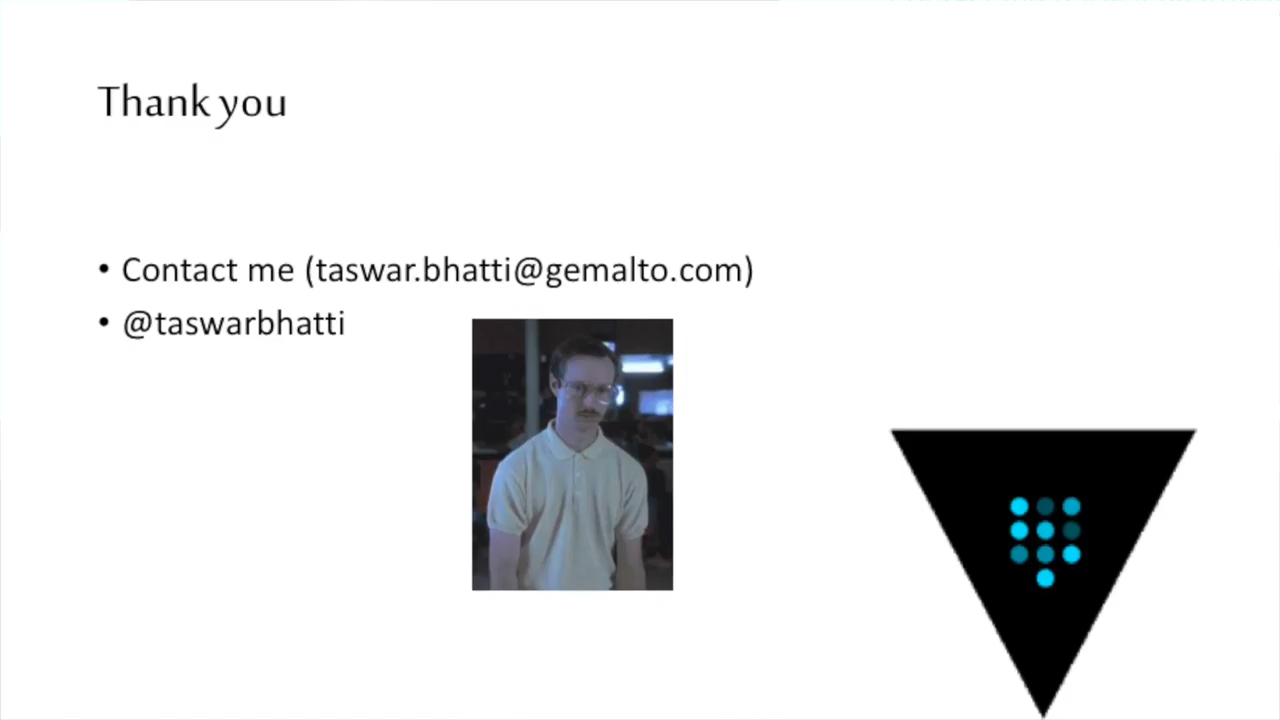 Thank you
• Contact me (taswar.bhatti@gemalto.com)
• @taswarbhatti